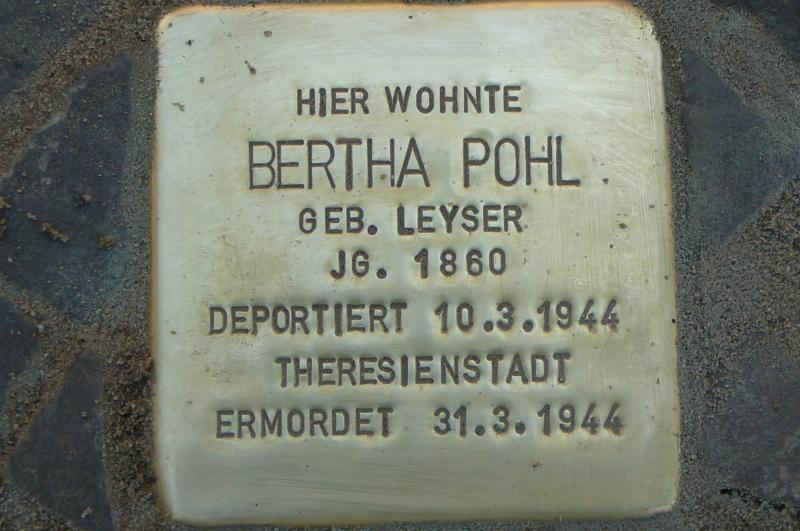 HIER WOHNTE
BERTHA POHL
GEB. LEYSER
JG. 1860
DEPORTIERT 10.3.1944
THERESIENSTADT
ERMORDET 31.3.1944